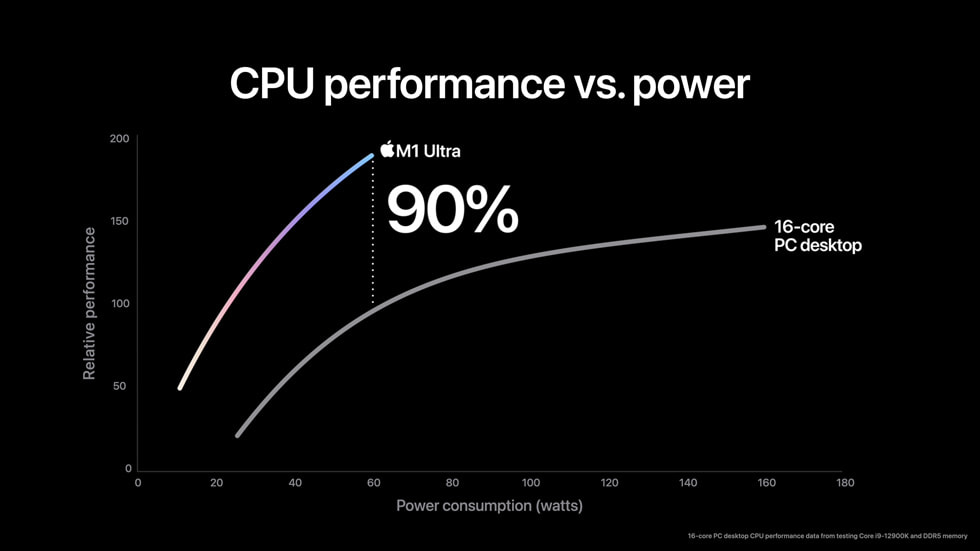 CPU performance vs. power
200
M1 Ultra
90%
150
16-core
PC desktop
Relative performance
100
50
0
0 20 40 60 80 100 120 140 160 180
Power consumption (watts)
16-core PC desktop CPU performance data from testing Core i9-12900K and DDR5 memory